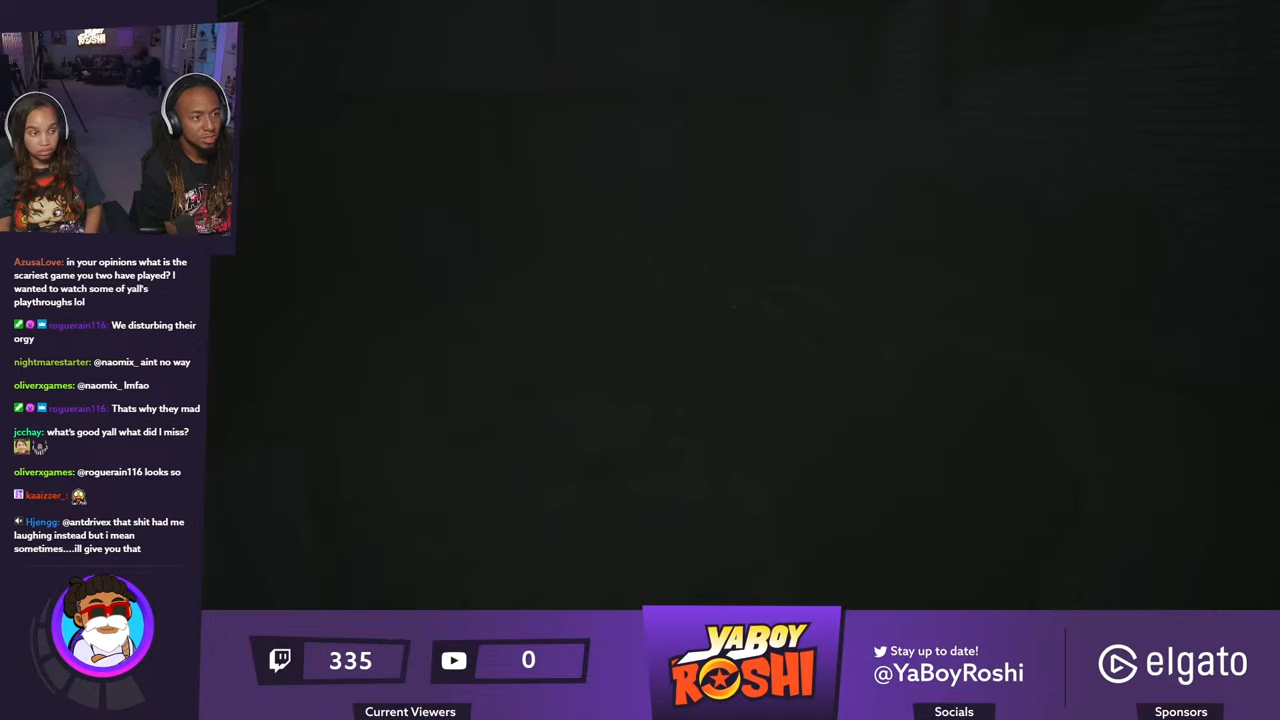 YABOY
ROSHI
AzusaLove: in your opinions what is the
scariest game you two have played? I
wanted to watch some of yall's
playthroughs lol
roguerain116: We disturbing their
orgy
nightmarestarter: @naomix_ aint no way
oliverxgames: @naomix_ lmfao
roguerain116: Thats why they mad
jcchay: what's good yall what did I miss?
oliverxgames: @roguerain116 looks so
kaaizzer_:
Hjengg: @antdrivex that shit had me
laughing instead but i mean
sometimes....ill give you that
335
0
Current Viewers
YABOY
ROSHI
Stay up to date!
@YaBoyRoshi
Socials
elgato
Sponsors